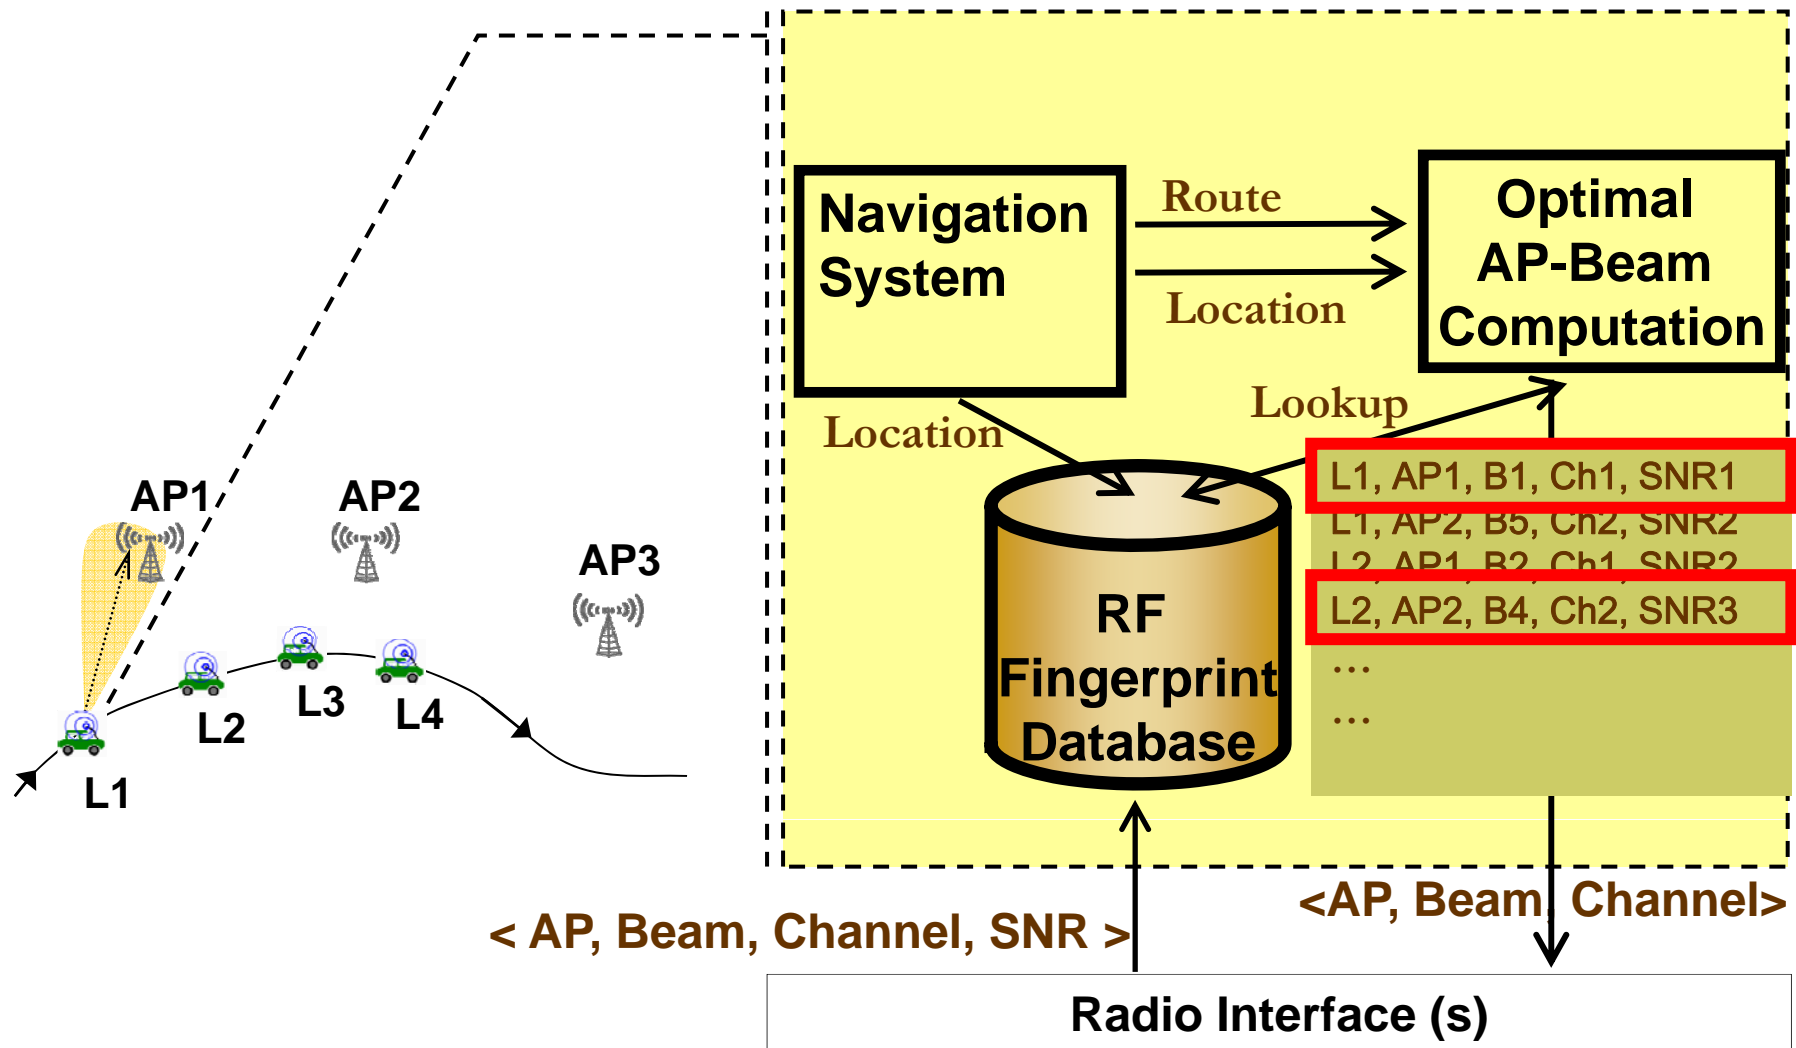 Navigation
System
Route
Location
Optimal
AP-Beam
Computation
Location
Lookup
L1, AP1, B1, Ch1, SNR1
L1, AP2, B5, Ch2, SNR2
L2, AP1, B2, Ch1, SNR2
L2, AP2, B4, Ch2, SNR3
...
...
RF
Fingerprint
Database
AP1
AP2
AP3
L1
L2
L3
L4
< AP, Beam, Channel, SNR >
<AP, Beam, Channel>
Radio Interface (s)